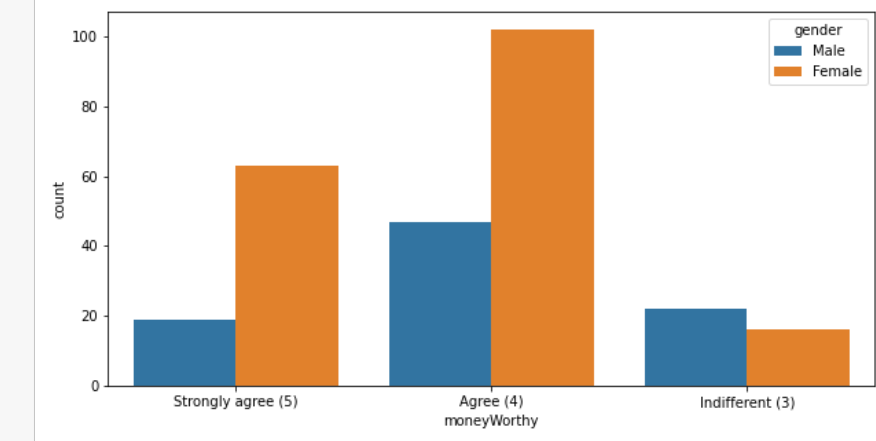 gender
Male
Female
100
80
60
40
20
0
count
Strongly agree (5) Agree (4) Indifferent (3)
moneyWorthy